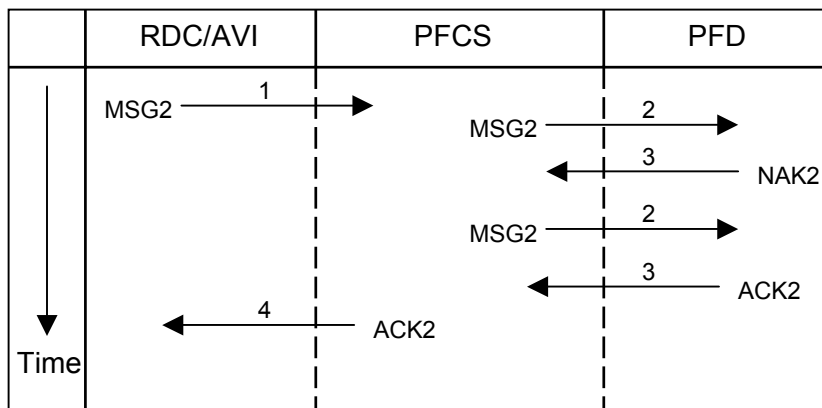 RDC/AVI PFCS PFD
MSG2 1
MSG2 2
3 NAK2
MSG2 2
3 ACK2
4 ACK2
Time